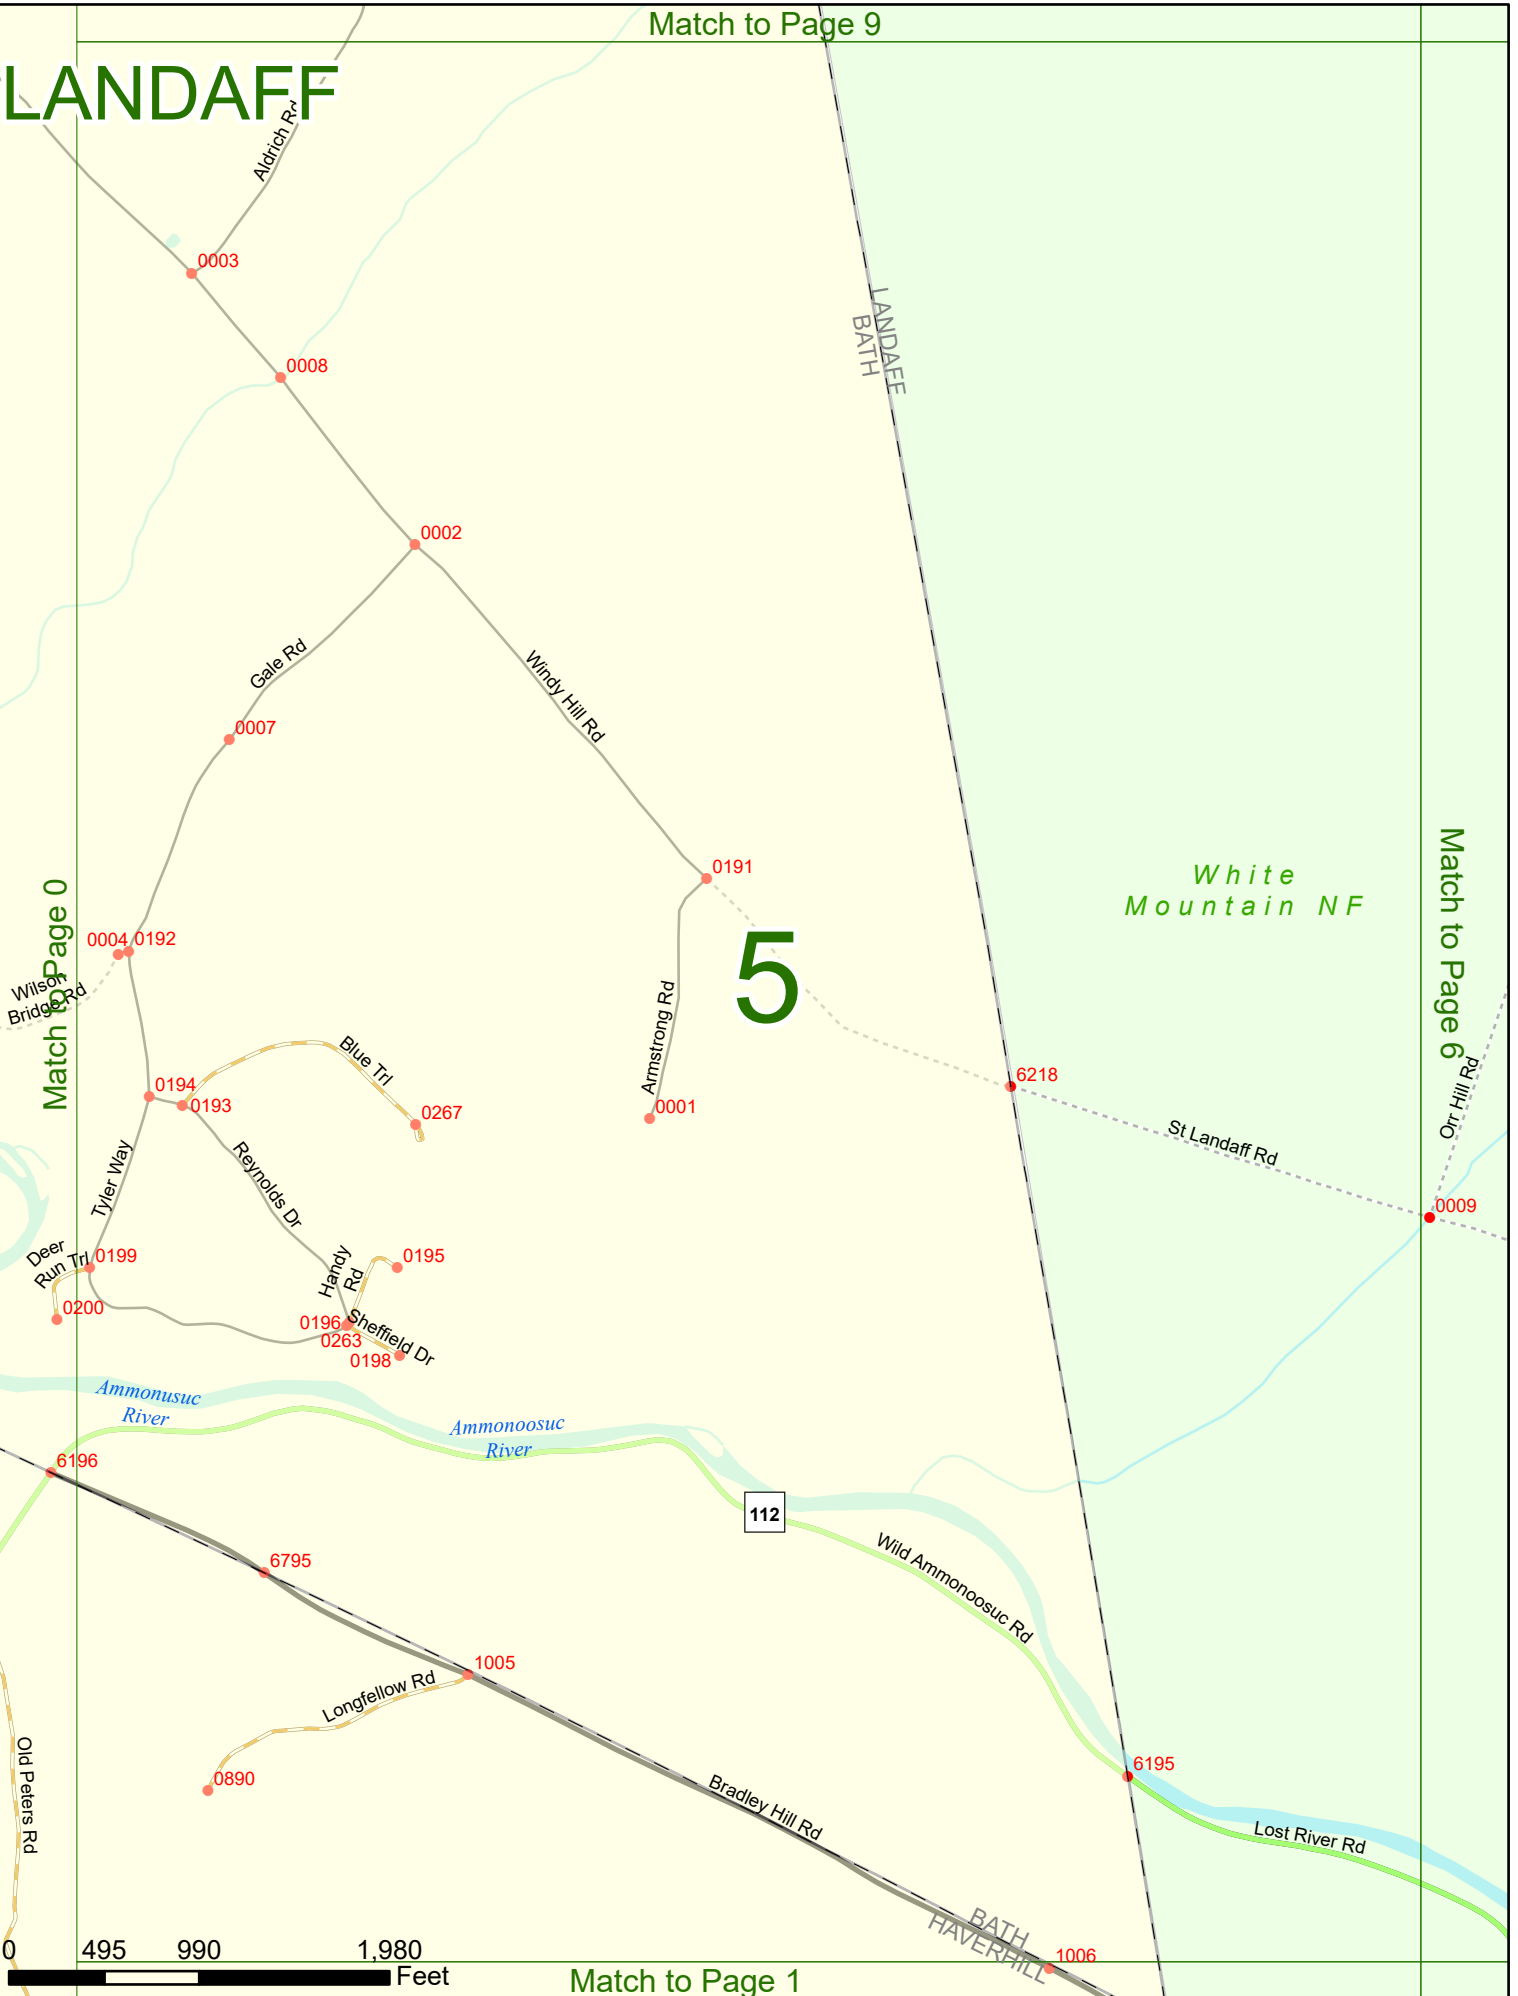 Match to Page 9
LANDAFF
Aldrich Rd
0003
LANDAFF
BATH
0008
0002
Gale Rd
Windy Hill Rd
0007
0191
White
Mountain NF
Match to Page 6
Match to Page 0
0004
0192
5
Wilson
Bridge Rd
Armstrong Rd
Blue Trl
6218
0194
0193
0267
0001
Orr Hill Rd
St Landaff Rd
Tyler Way
Reynolds Dr
0009
Deer
Run Trl
0199
Handy
Rd
0195
0200
0196
Sheffield Dr
0263
0198
Ammonusuc
River
Ammonoosuc
River
6196
112
Wild Ammonoosuc Rd
6795
1005
Longfellow Rd
Old Peters Rd
0890
Bradley Hill Rd
6195
Lost River Rd
BATH
HAVERHILL
1006
0 495 990 1,980
Feet
Match to Page 1